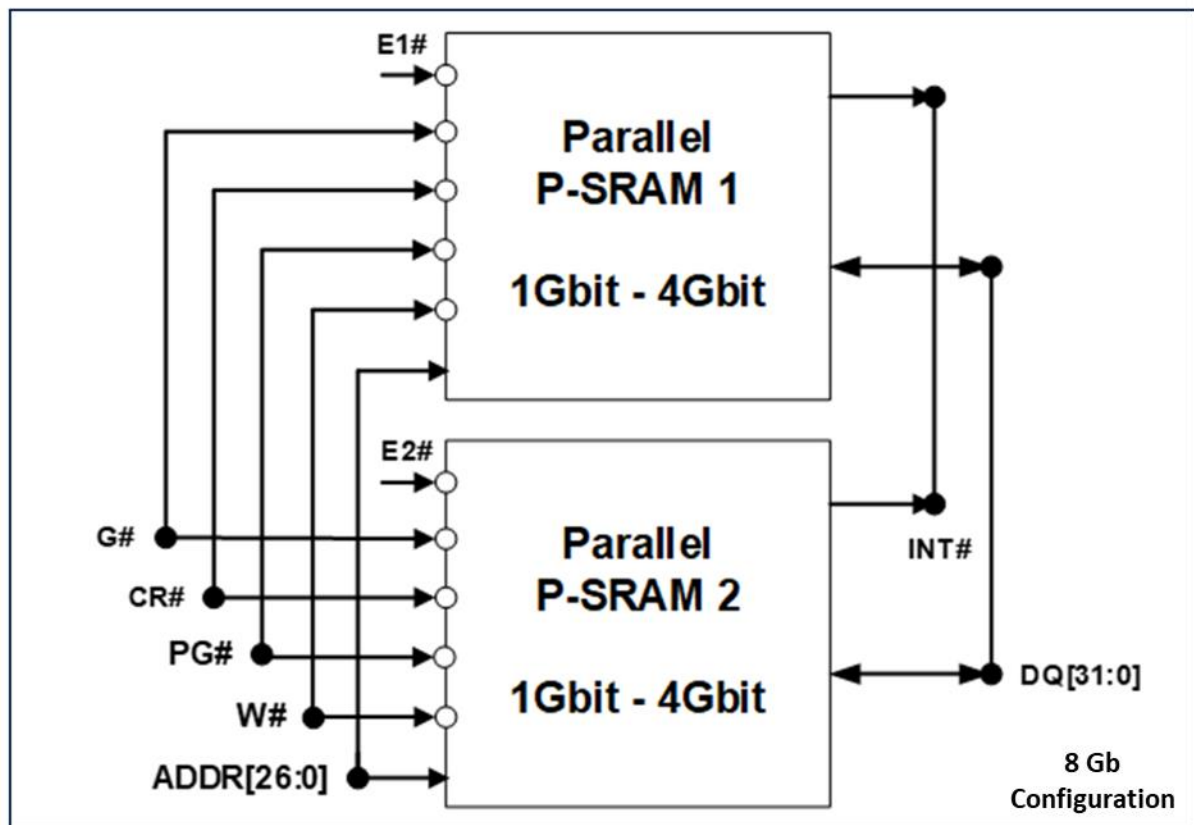 E1#
Parallel
P-SRAM 1
1Gbit - 4Gbit
E2#
G#
Parallel
INT#
CR#
P-SRAM 2
PG#
DQ[31:0]
1Gbit - 4Gbit
W#
ADDR[26:0]
8 Gb
Configuration